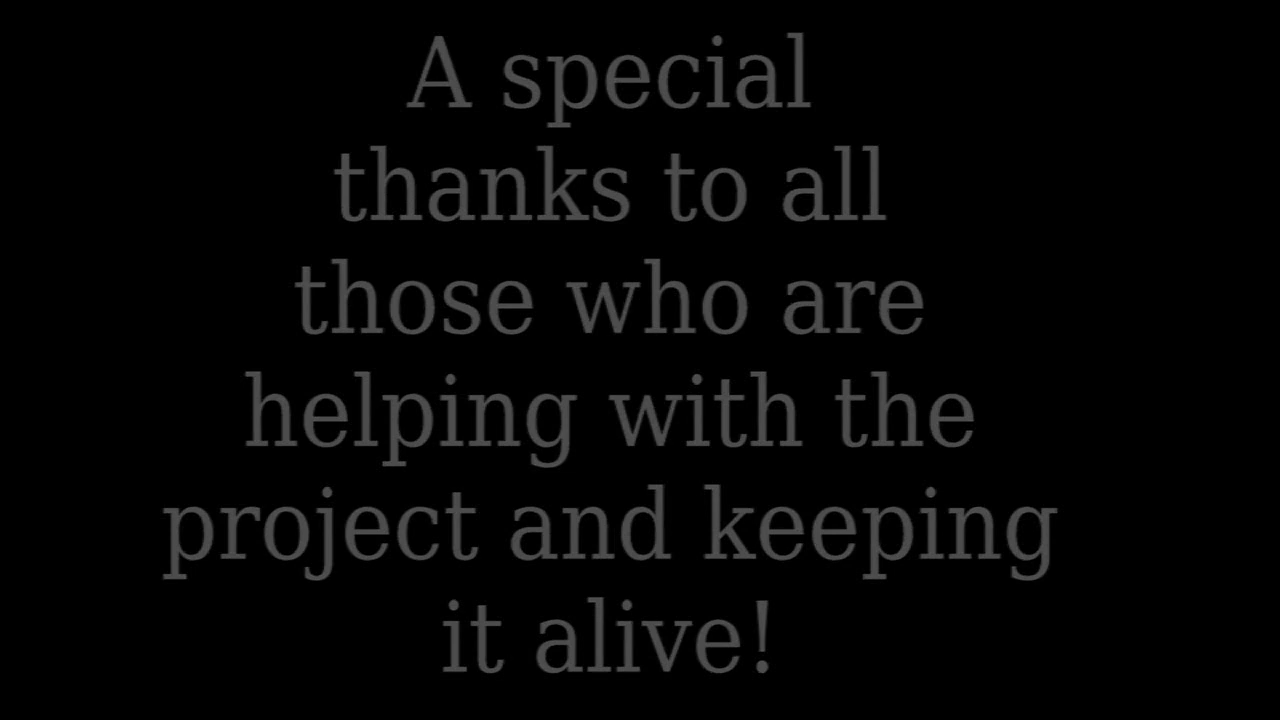 A special
thanks to all
those who are
helping with the
project and keeping
it alive!